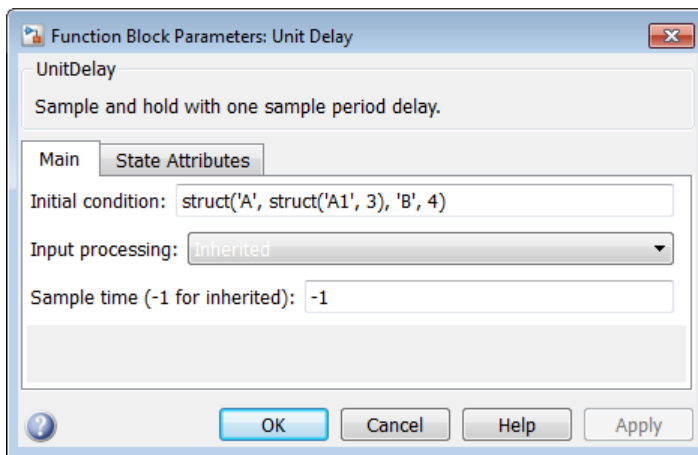 Function Block Parameters: Unit Delay
UnitDelay
Sample and hold with one sample period delay.
Main
State Attributes
Initial condition: struct('A', struct('A1', 3), 'B', 4)
Input processing: Inherited
Sample time (-1 for inherited): -1
OK
Cancel
Help
Apply